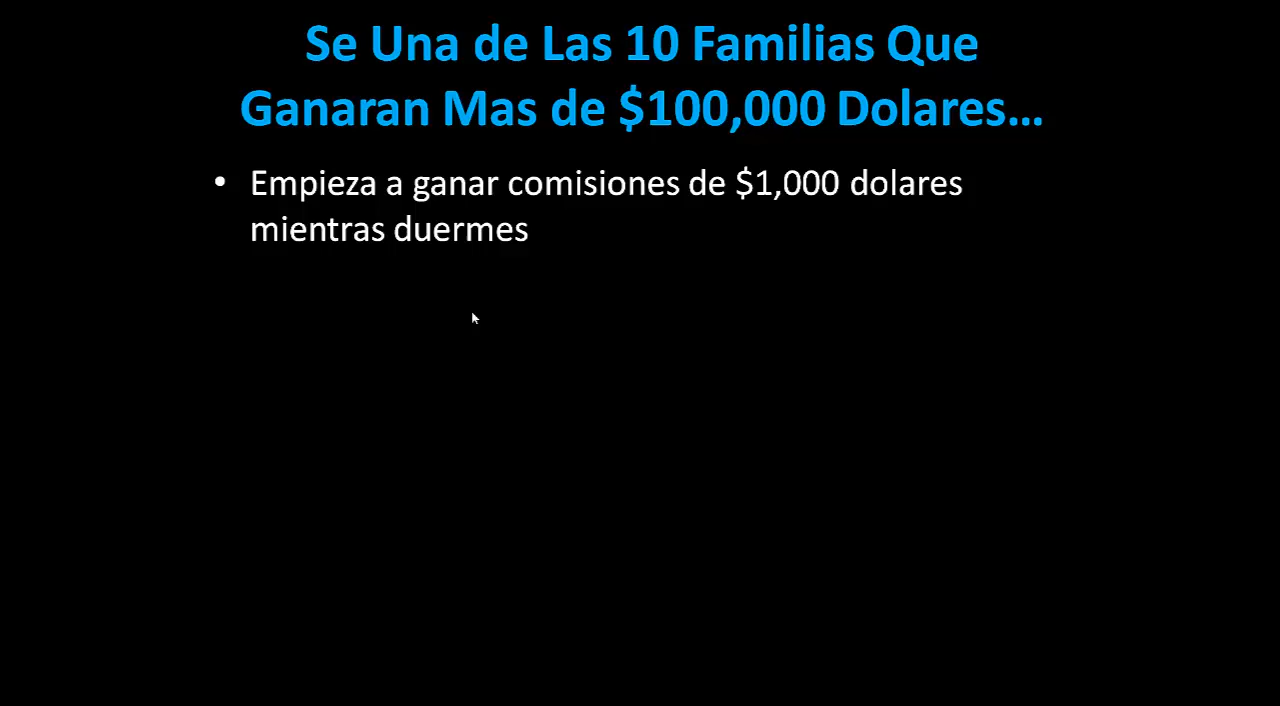 Se Una de Las 10 Familias Que
Ganaran Mas de $100,000 Dolares...
• Empieza a ganar comisiones de $1,000 dolares
mientras duermes